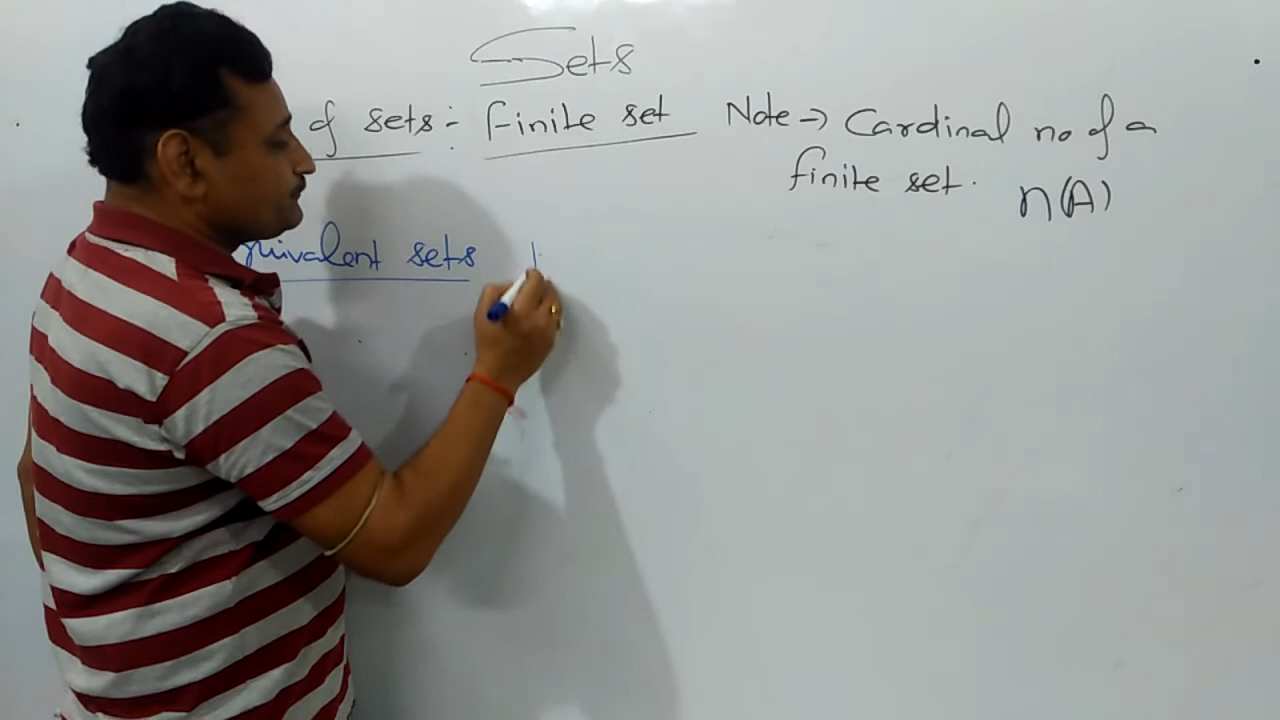 Sets
of sets :- finite set Note → Cardinal no of a
finite set. n(A)
quivalent sets